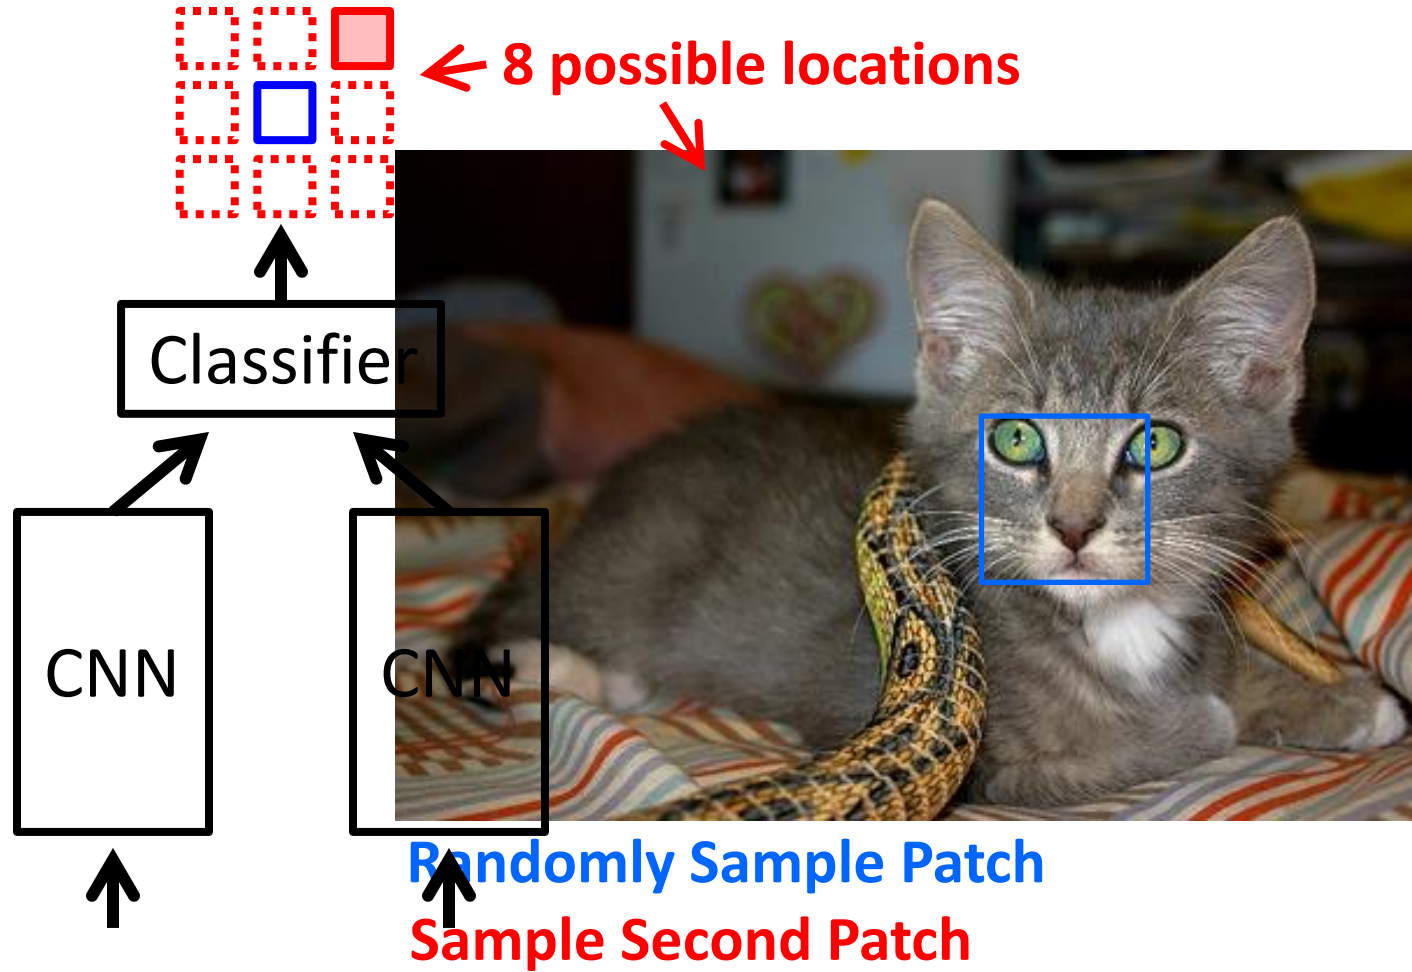 8 possible locations
Classifier
CNN
CNN
Randomly Sample Patch
Sample Second Patch